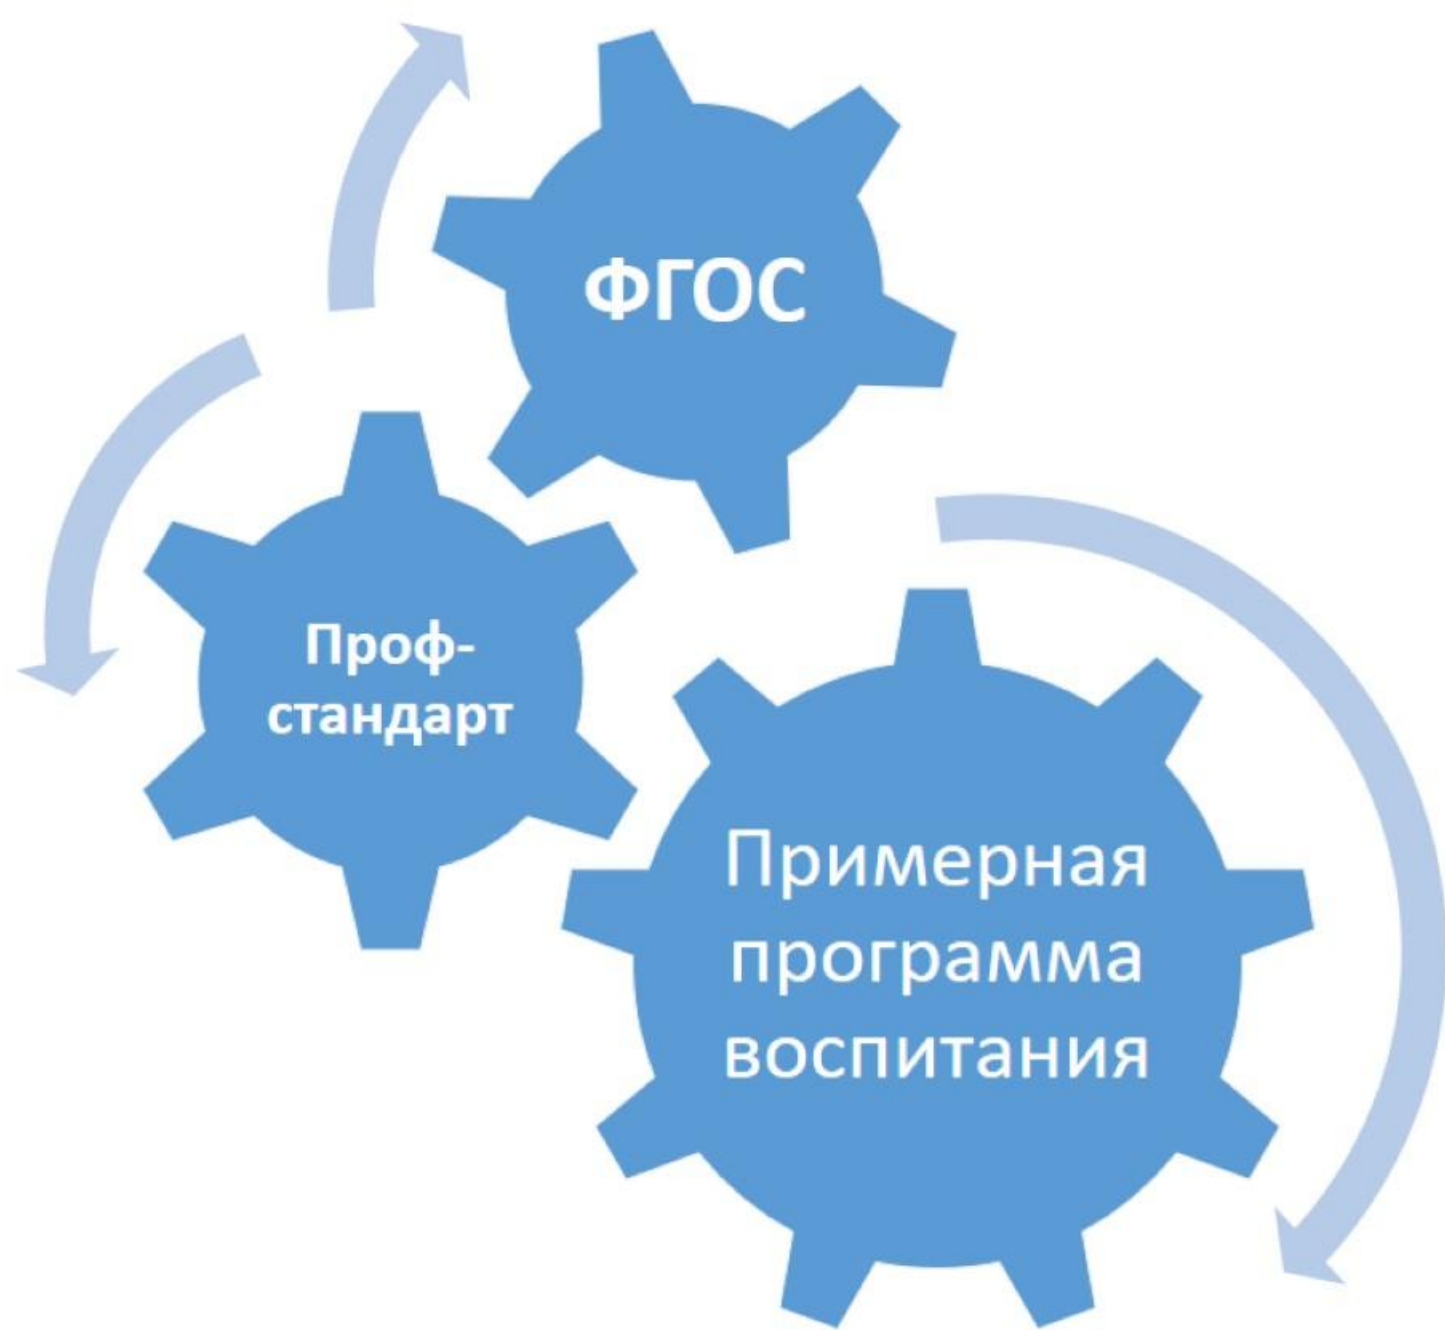 ФГОС
Проф-
стандарт
Примерная
программа
воспитания